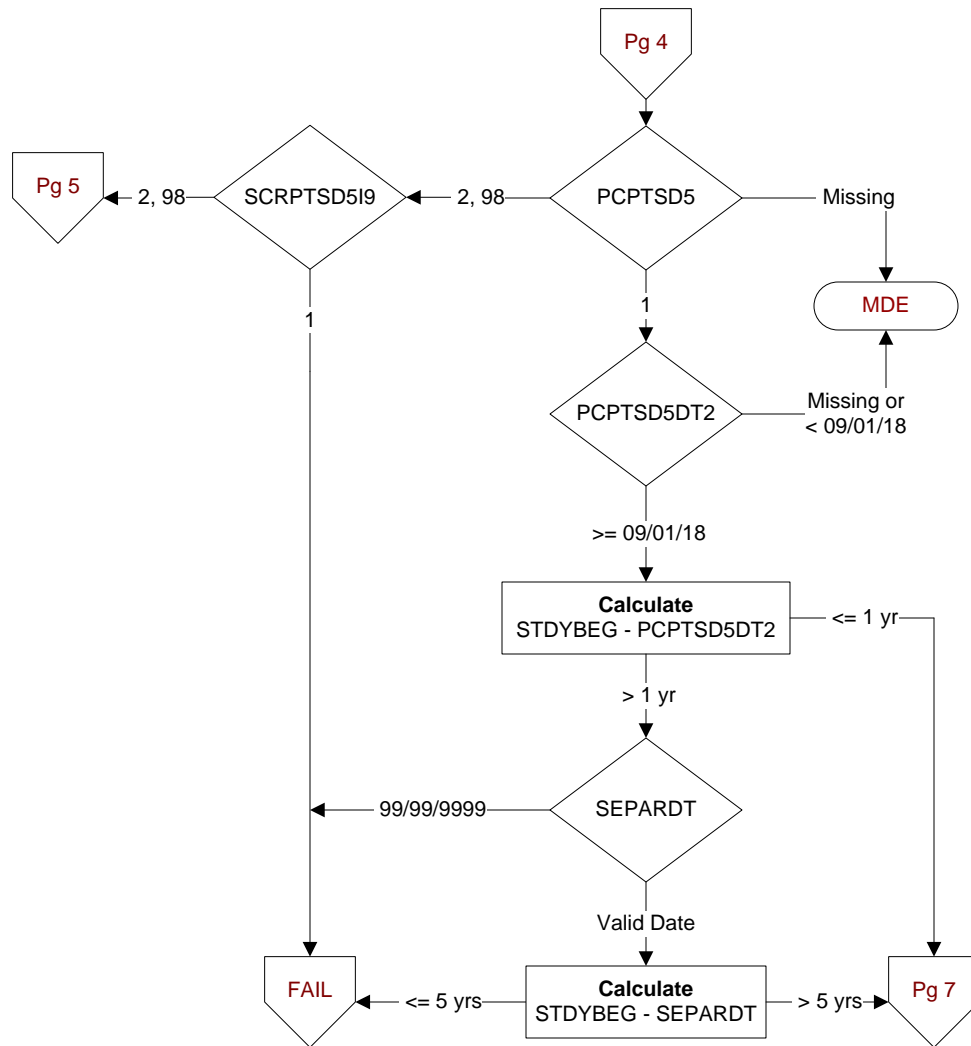 Pg 4
Pg 5
2, 98
SCRPTSD5I9
2, 98
PCPTSD5
Missing
MDE
1
1
PCPTSD5DT2
Missing or
< 09/01/18
>= 09/01/18
Calculate
STDYBEG - PCPTSD5DT2
<= 1 yr
> 1 yr
99/99/9999
SEPARDT
Valid Date
FAIL
<= 5 yrs
Calculate
STDYBEG - SEPARDT
> 5 yrs
Pg 7